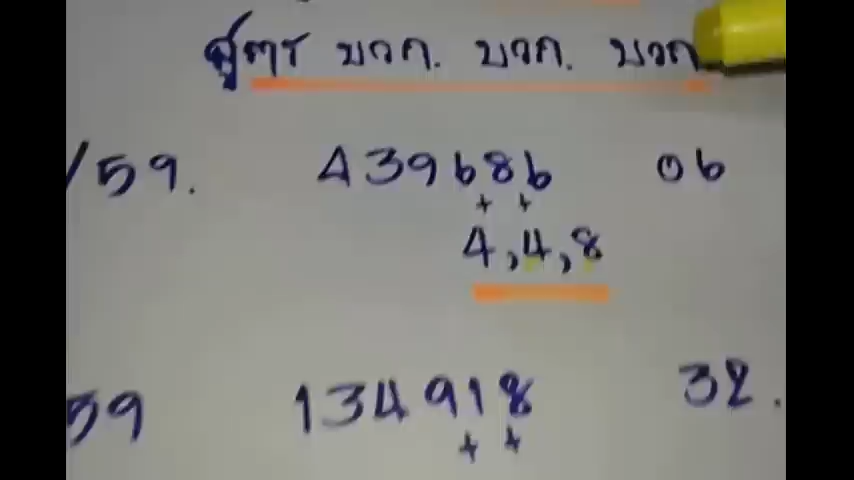 สูตร บวก. บวก. บวก
/59. 439686 06
+ +
4,4,8
59 134918 32.
+ +